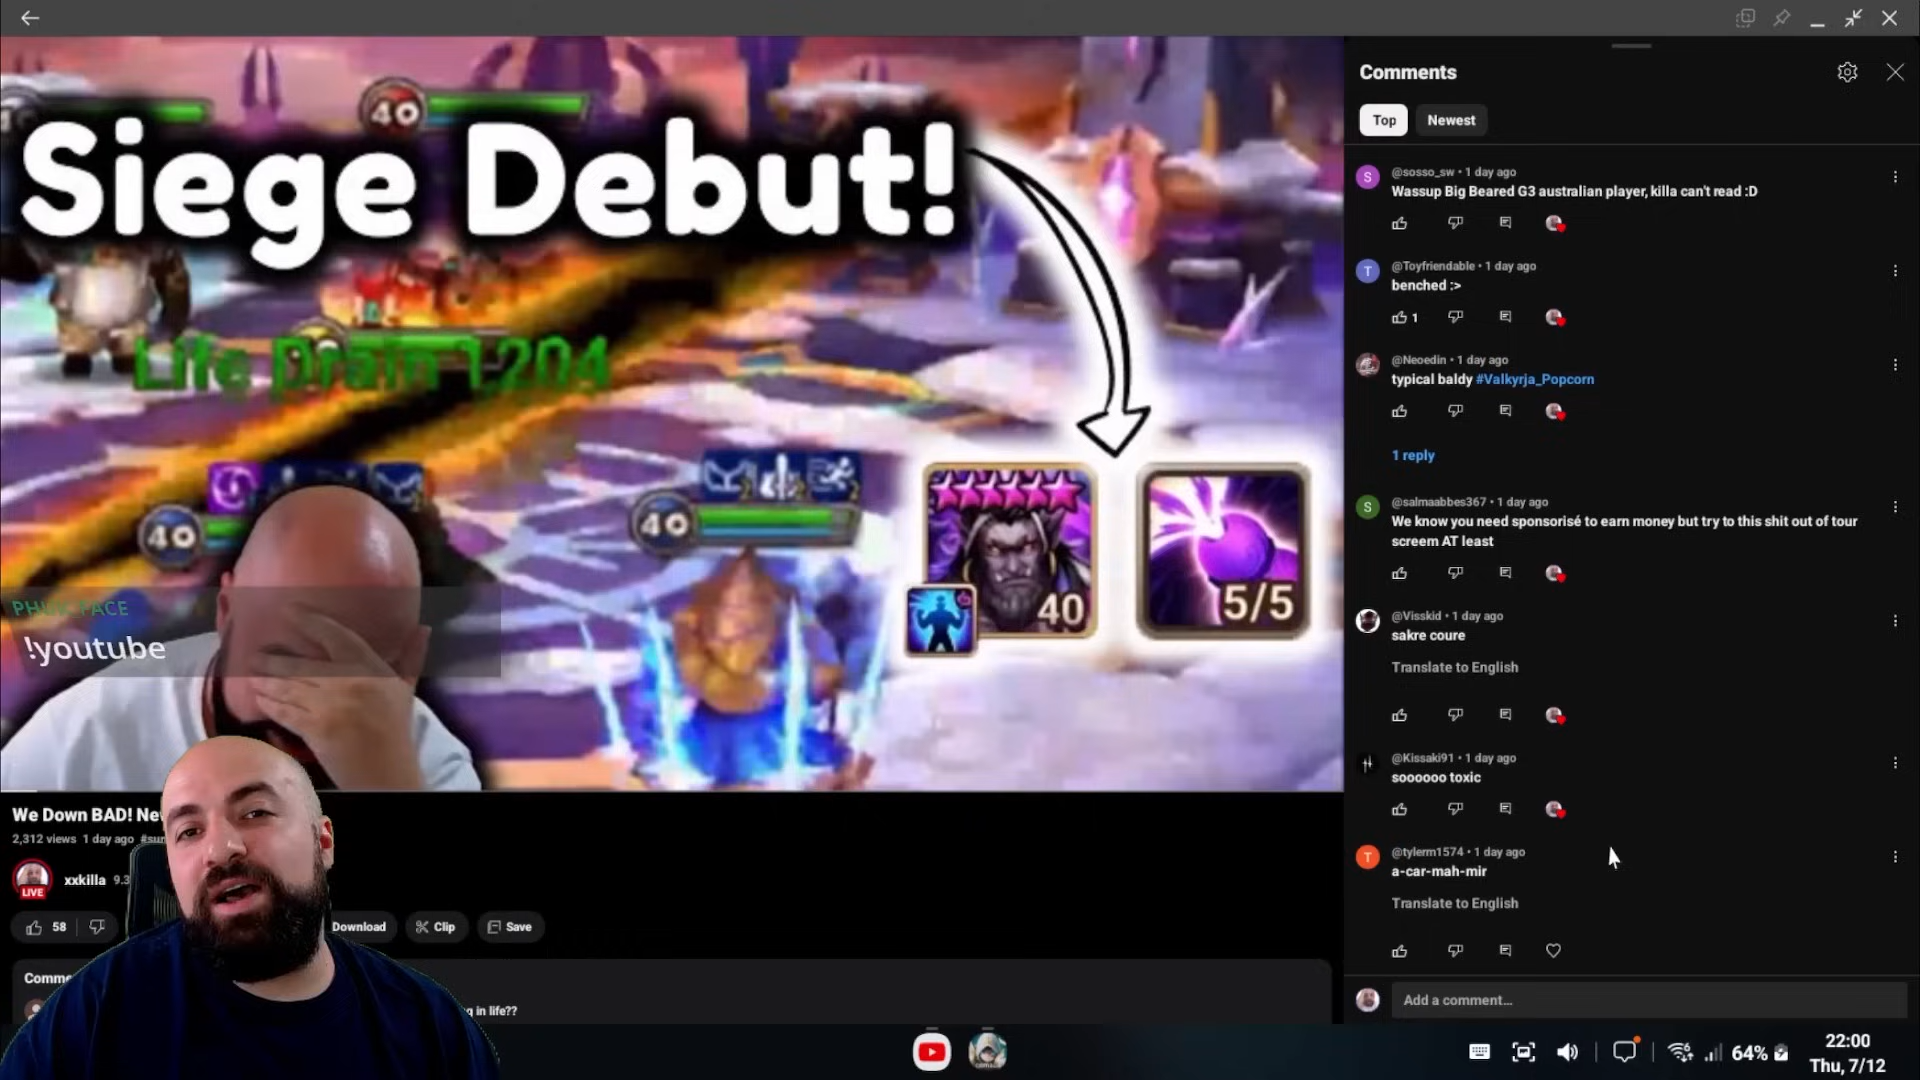 Siege Debut!
40
Life Drain 1204
40
40
40
5/5
PHUK FACE
!youtube
We Down BAD!
2,312 views 1 day ago
LIVE
xxkilla
58
Download
Clip
Save
in life??
Comments
Top
Newest
S
@sosso_sw • 1 day ago
Wassup Big Beared G3 australian player, killa can't read :D
T
@Toyfriendable • 1 day ago
benched :>
1
@Neoedin • 1 day ago
typical baldy #Valkyrja_Popcorn
1 reply
S
@salmaabbes367 • 1 day ago
We know you need sponsorisé to earn money but try to this shit out of tour
screem AT least
@Visskid • 1 day ago
sakre coure
Translate to English
@Kissaki91 • 1 day ago
soooooo toxic
T
@tylerm1574 • 1 day ago
a-car-mah-mir
Translate to English
Add a comment...
64%
22:00
Thu, 7/12